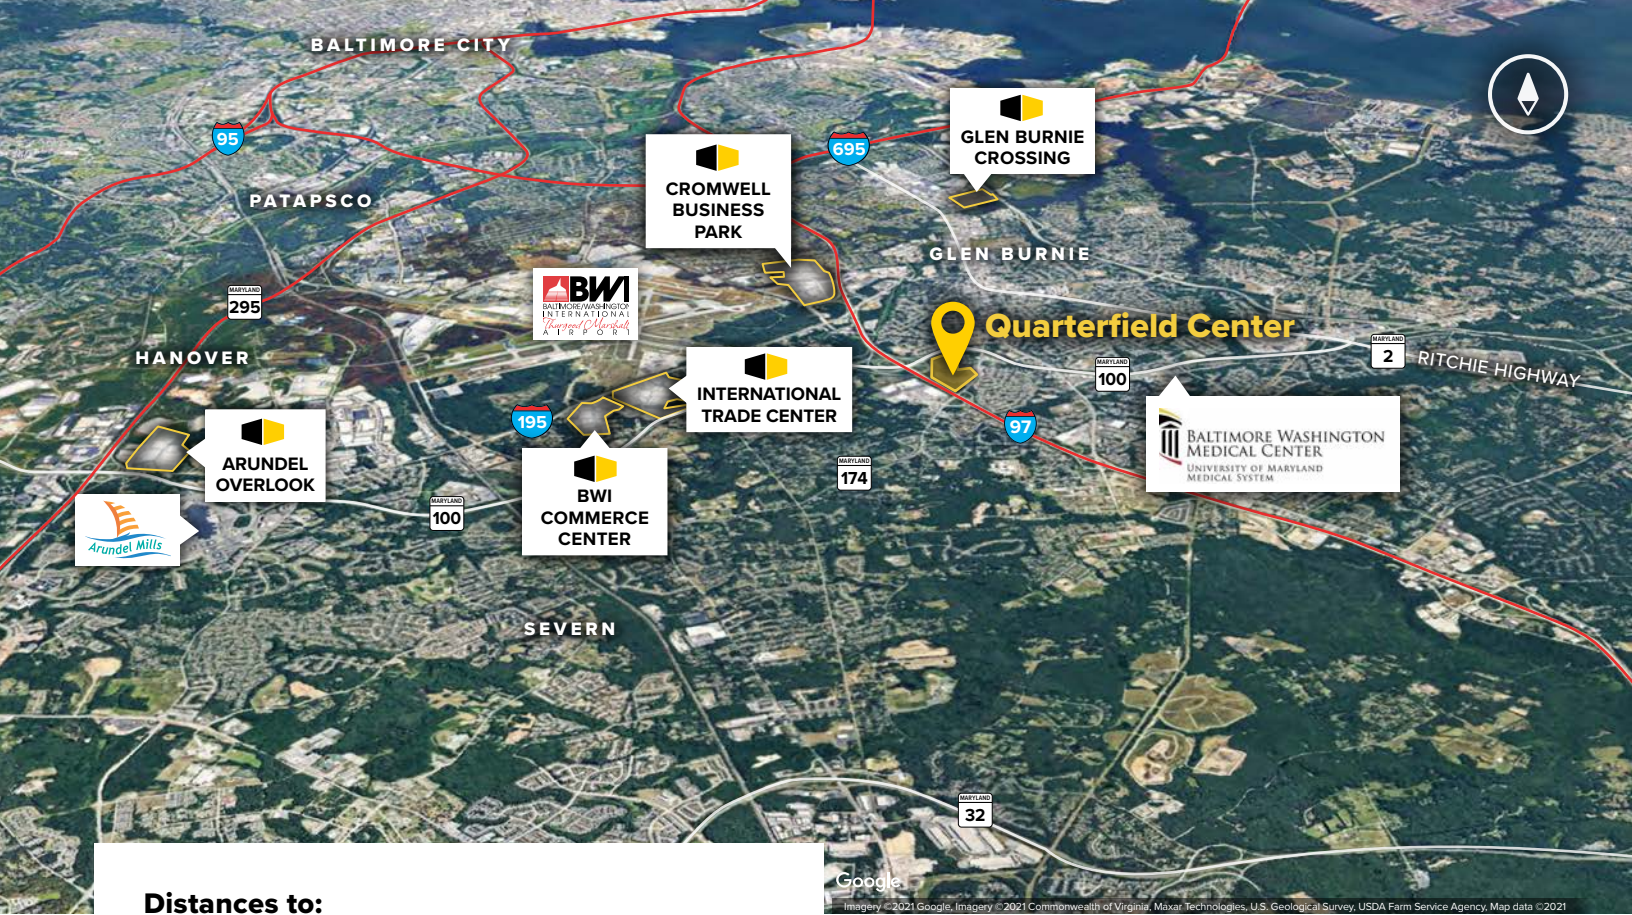 BALTIMORE CITY
95
695
GLEN BURNIE
CROSSING
CROMWELL
BUSINESS
PARK
PATAPSCO
GLEN BURNIE
MARYLAND
295
BWI
BALTIMORE/WASHINGTON
INTERNATIONAL
Thurgood Marshall
AIRPORT
Quarterfield Center
HANOVER
MARYLAND
2
RITCHIE HIGHWAY
MARYLAND
100
INTERNATIONAL
TRADE CENTER
195
97
ARUNDEL
OVERLOOK
BALTIMORE WASHINGTON
MEDICAL CENTER
UNIVERSITY OF MARYLAND
MEDICAL SYSTEM
MARYLAND
174
MARYLAND
100
BWI
COMMERCE
CENTER
Arundel Mills
SEVERN
MARYLAND
32
Google
Imagery ©2021 Google, Imagery ©2021 Commonwealth of Virginia, Maxar Technologies, U.S. Geological Survey, USDA Farm Service Agency, Map data ©2021
Distances to: